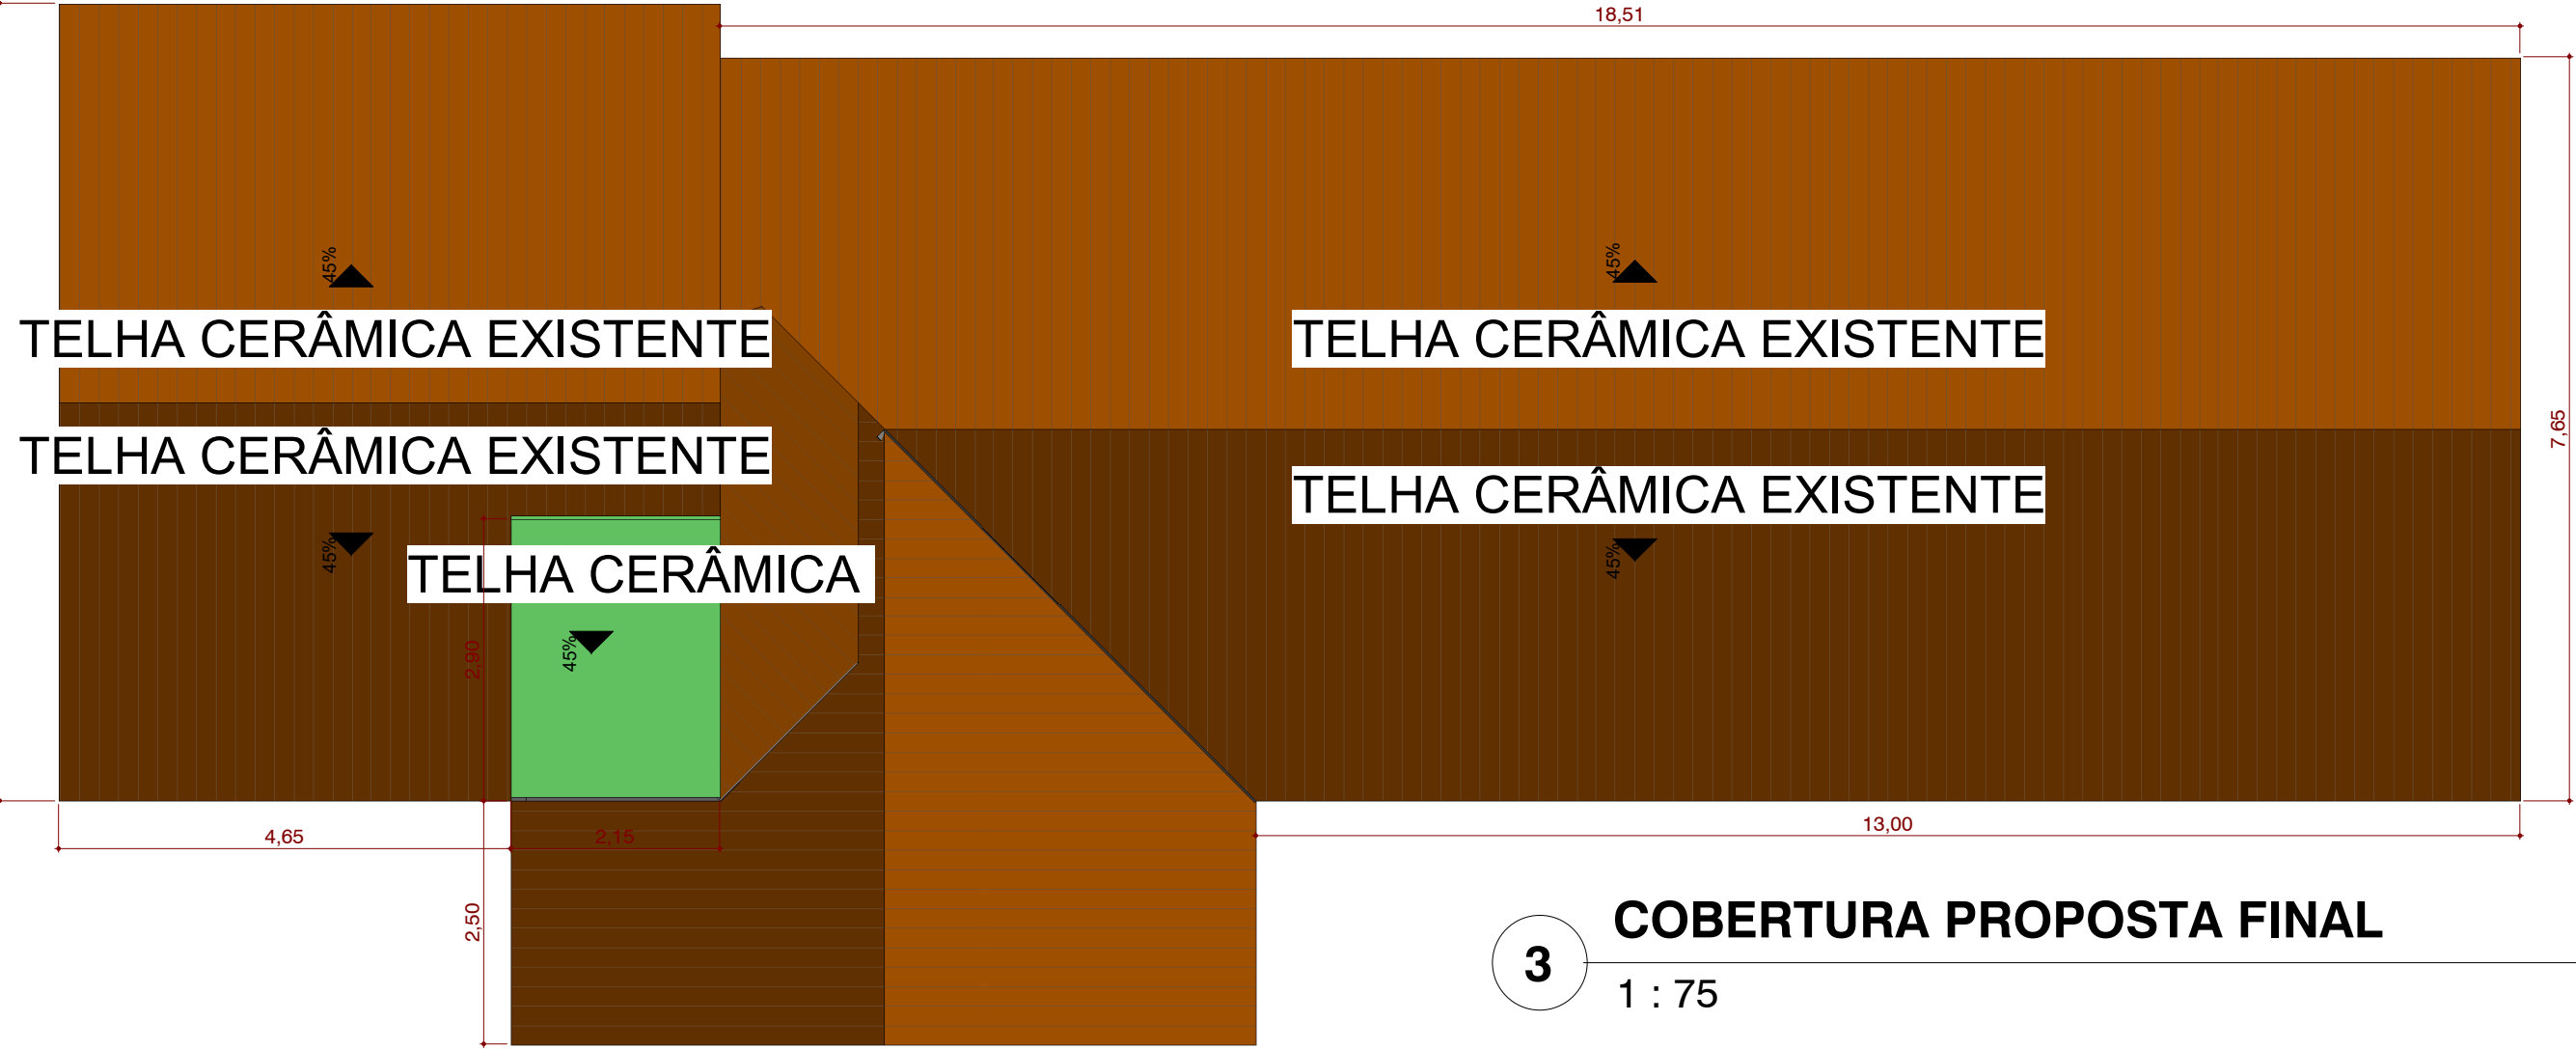 18,51
45%
45%
TELHA CERÂMICA EXISTENTE
TELHA CERÂMICA EXISTENTE
7,65
TELHA CERÂMICA EXISTENTE
TELHA CERÂMICA EXISTENTE
45%
45%
TELHA CERÂMICA
45%
2,90
4,65
2,15
13,00
2,50
COBERTURA PROPOSTA FINAL
3
1 : 75